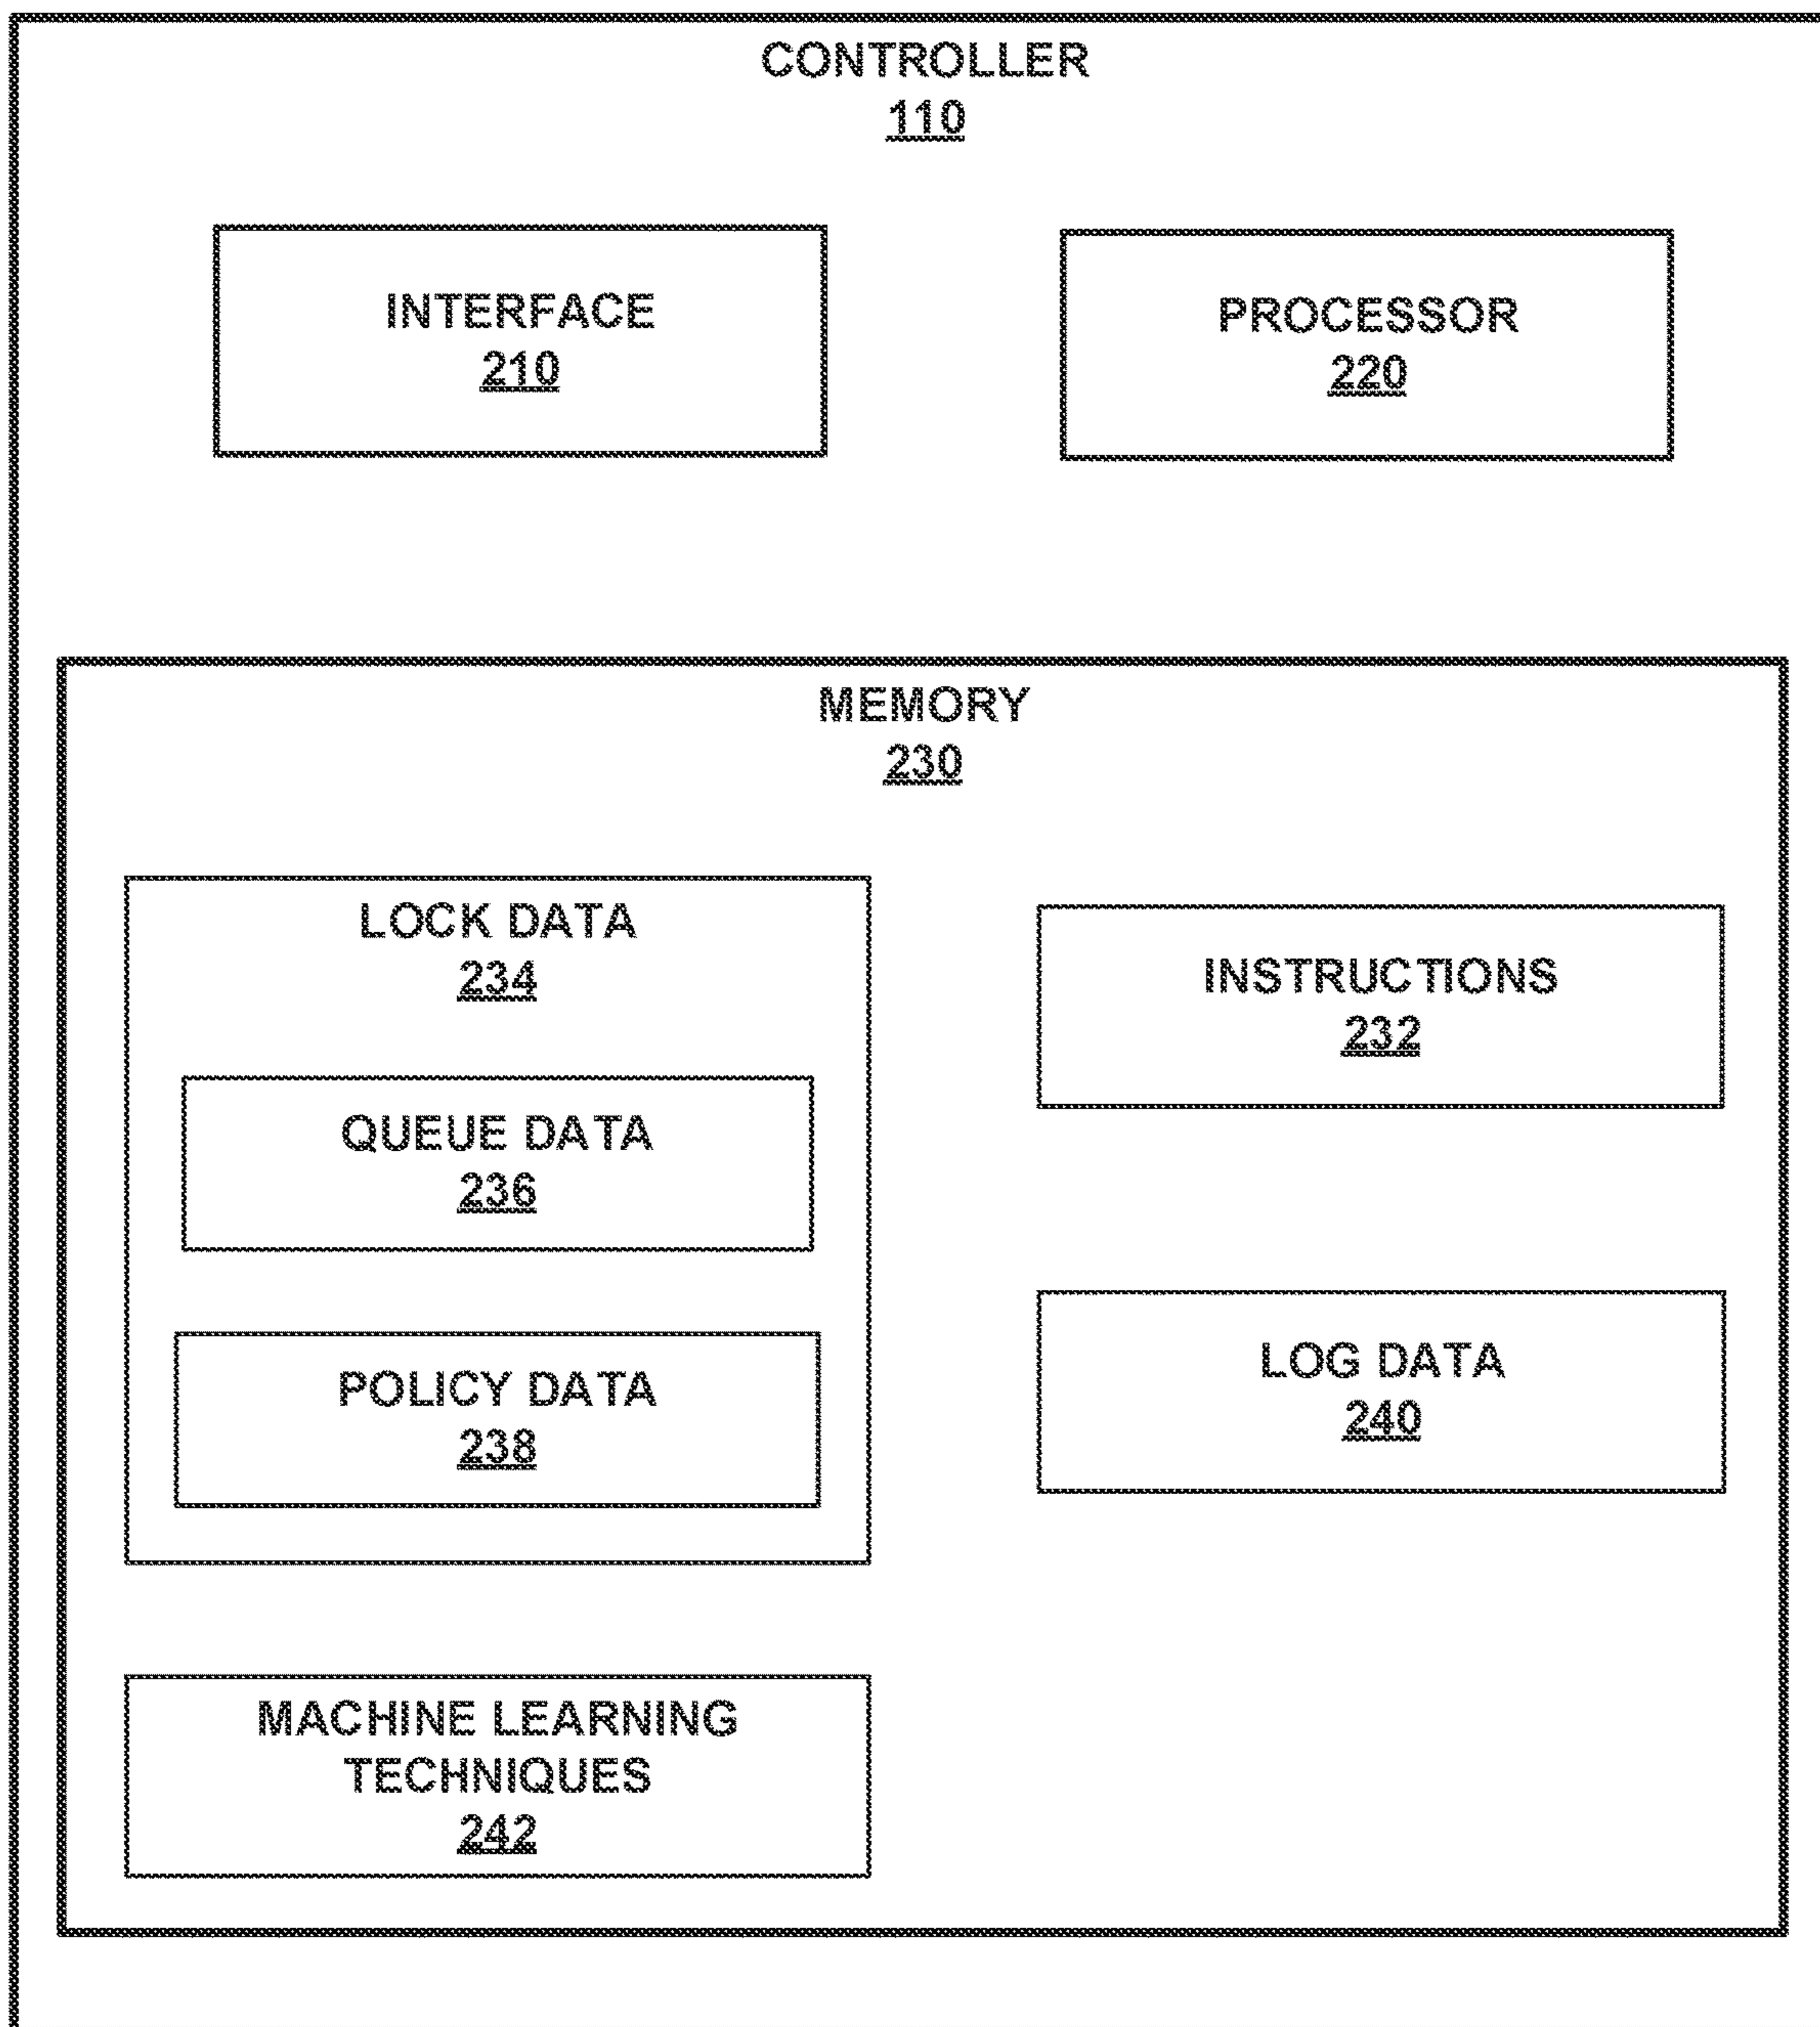 CONTROLLER
110
INTERFACE
210
PROCESSOR
220
MEMORY
230
LOCK DATA
234
QUEUE DATA
236
POLICY DATA
238
INSTRUCTIONS
232
LOG DATA
240
MACHINE LEARNING
TECHNIQUES
242